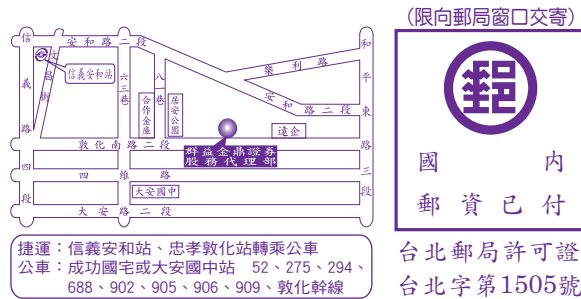 信義路四段
安和路二段
文昌街
信義安和站
六三巷
八一巷
合作金庫
居安公園
樂利路
安和路二段
遠企
和平東路三段
敦化南路二段
群益金鼎證券
股務代理部
四維路
大安國中
大安路二段
捷運：信義安和站、忠孝敦化站轉乘公車
公車：成功國宅或大安國中站　52、275、294、
688、902、905、906、909、敦化幹線
(限向郵局窗口交寄)
郵
國　內
郵資已付
台北郵局許可證
台北字第1505號